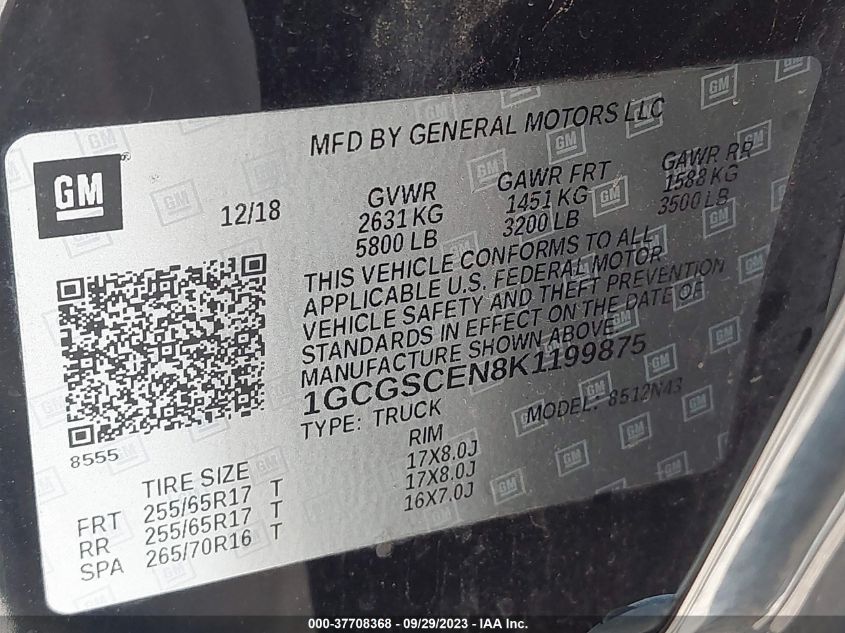 MFD BY GENERAL MOTORS LLC
GM
12/18
GVWR
2631 KG
5800 LB
GAWR FRT
1451 KG
3200 LB
GAWR RR
1588 KG
3500 LB
THIS VEHICLE CONFORMS TO ALL
APPLICABLE U.S. FEDERAL MOTOR
VEHICLE SAFETY AND THEFT PREVENTION
STANDARDS IN EFFECT ON THE DATE OF
MANUFACTURE SHOWN ABOVE
1GCGSCEN8K1199875
TYPE: TRUCK
MODEL: 8512N43
8555
TIRE SIZE
RIM
FRT 255/65R17 T 17X8.0J
RR 255/65R17 T 17X8.0J
SPA 265/70R16 T 16X7.0J
000-37708368 - 09/29/2023 - IAA Inc.